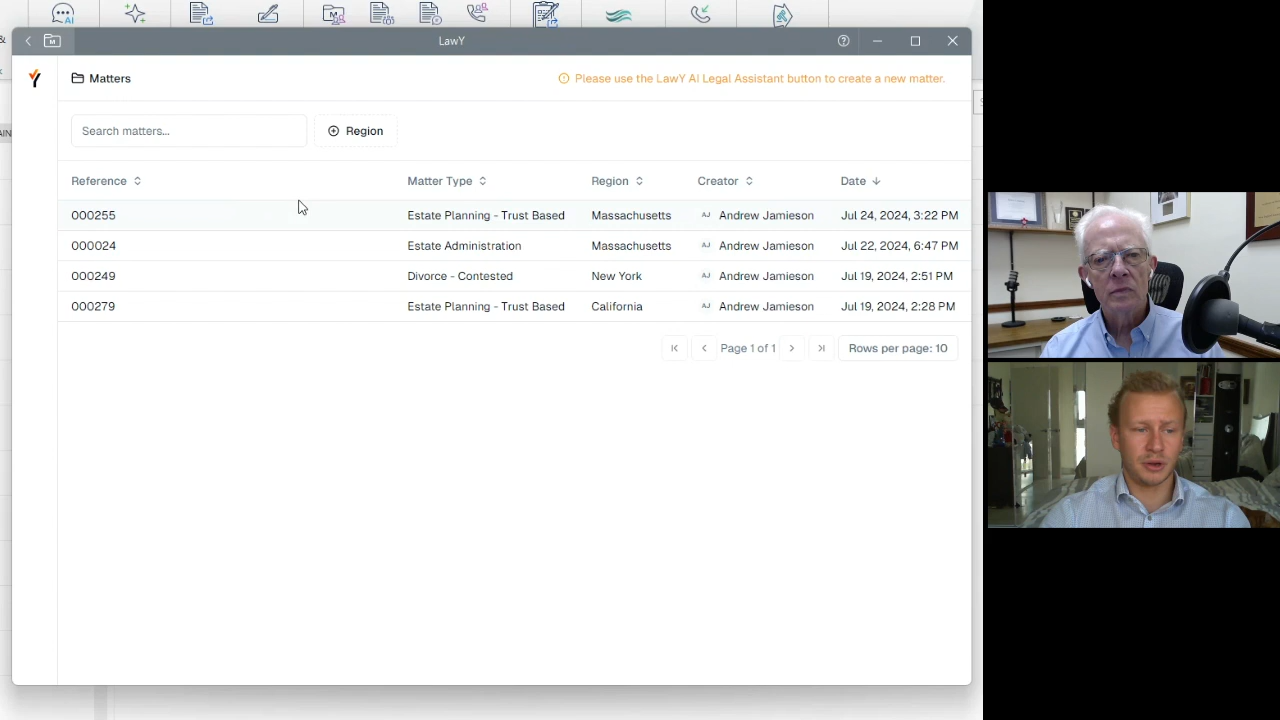 AI
LawY
Matters
Please use the LawY AI Legal Assistant button to create a new matter.
Search matters...
Region
Reference
Matter Type
Region
Creator
Date
000255
Estate Planning - Trust Based
Massachusetts
AJ
Andrew Jamieson
Jul 24, 2024, 3:22 PM
000024
Estate Administration
Massachusetts
AJ
Andrew Jamieson
Jul 22, 2024, 6:47 PM
000249
Divorce - Contested
New York
AJ
Andrew Jamieson
Jul 19, 2024, 2:51 PM
000279
Estate Planning - Trust Based
California
AJ
Andrew Jamieson
Jul 19, 2024, 2:28 PM
Page 1 of 1
Rows per page: 10